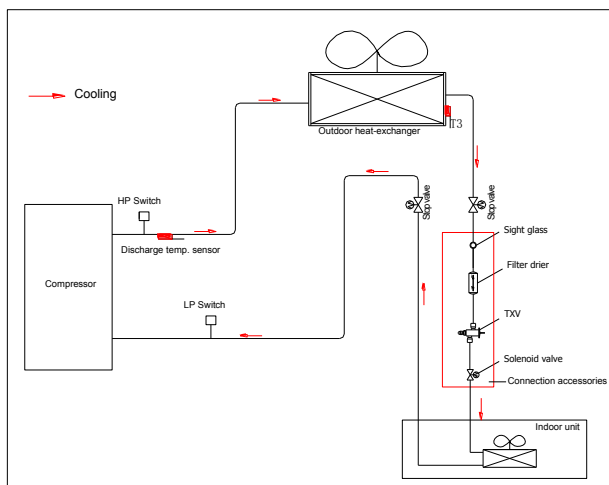 Cooling
Outdoor heat-exchanger
T3
Stop valve
Stop valve
HP Switch
Discharge temp. sensor
Sight glass
Filter drier
Compressor
LP Switch
TXV
Solenoid valve
Connection accessories
Indoor unit